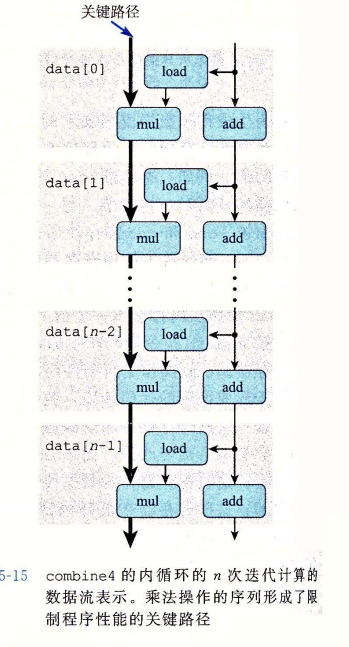 关键路径
data[0]
load
mul
add
data[1]
load
mul
add
data[n-2]
load
mul
add
data[n-1]
load
mul
add
5-15 combine4 的内循环的 n 次迭代计算的
数据流表示。乘法操作的序列形成了限
制程序性能的关键路径